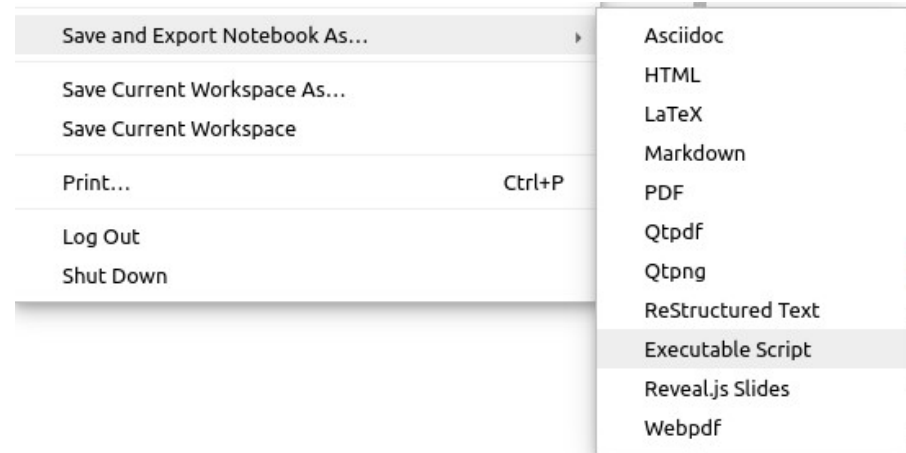 Save and Export Notebook As…
Save Current Workspace As…
Save Current Workspace
Print… Ctrl+P
Log Out
Shut Down
Asciidoc
HTML
LaTeX
Markdown
PDF
Qtpdf
Qtpng
ReStructured Text
Executable Script
Reveal.js Slides
Webpdf